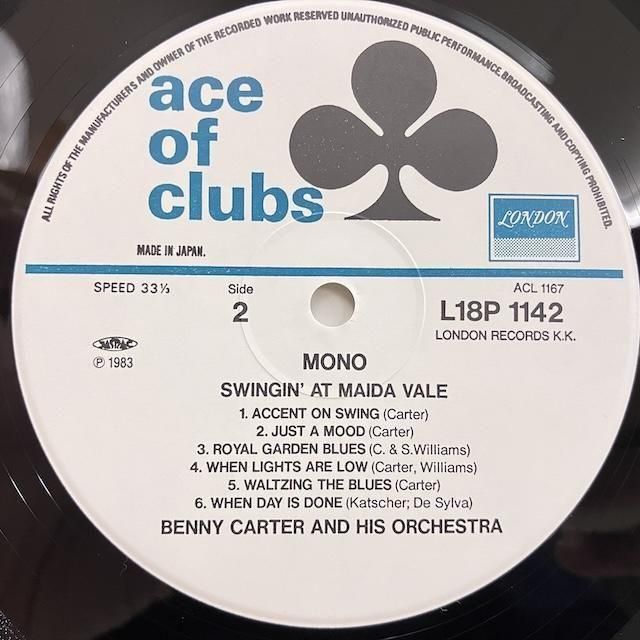 ALL RIGHTS OF THE MANUFACTURERS AND OWNER OF THE RECORDED WORK RESERVED UNAUTHORIZED PUBLIC PERFORMANCE, BROADCASTING AND COPYING PROHIBITED.
ace
of
clubs
LONDON
MADE IN JAPAN.
SPEED 33⅓
Side
2
ACL 1167
L18P 1142
LONDON RECORDS K.K.
JASRAC
Ⓟ 1983
MONO
SWINGIN' AT MAIDA VALE
1. ACCENT ON SWING (Carter)
2. JUST A MOOD (Carter)
3. ROYAL GARDEN BLUES (C. & S.Williams)
4. WHEN LIGHTS ARE LOW (Carter, Williams)
5. WALTZING THE BLUES (Carter)
6. WHEN DAY IS DONE (Katscher; De Sylva)
BENNY CARTER AND HIS ORCHESTRA